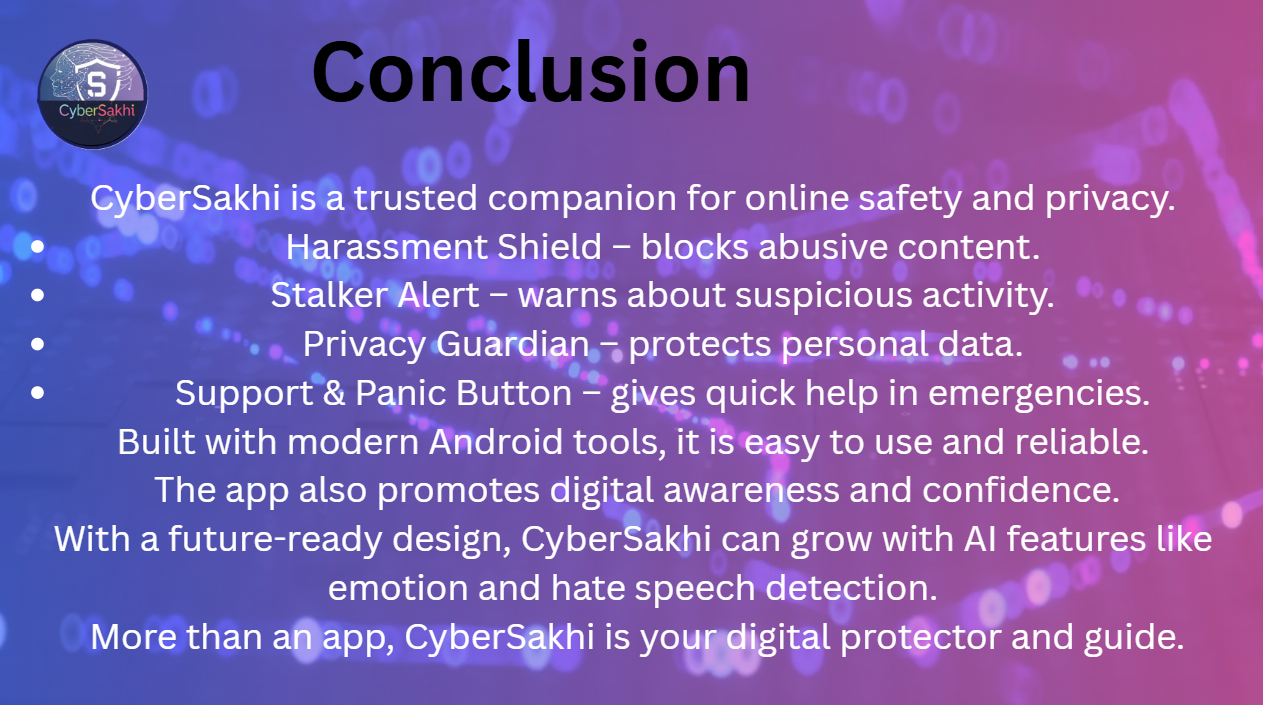 Conclusion
S
CyberSakhi
CyberSakhi is a trusted companion for online safety and privacy.
• Harassment Shield – blocks abusive content.
• Stalker Alert – warns about suspicious activity.
• Privacy Guardian – protects personal data.
• Support & Panic Button – gives quick help in emergencies.
Built with modern Android tools, it is easy to use and reliable.
The app also promotes digital awareness and confidence.
With a future-ready design, CyberSakhi can grow with AI features like
emotion and hate speech detection.
More than an app, CyberSakhi is your digital protector and guide.